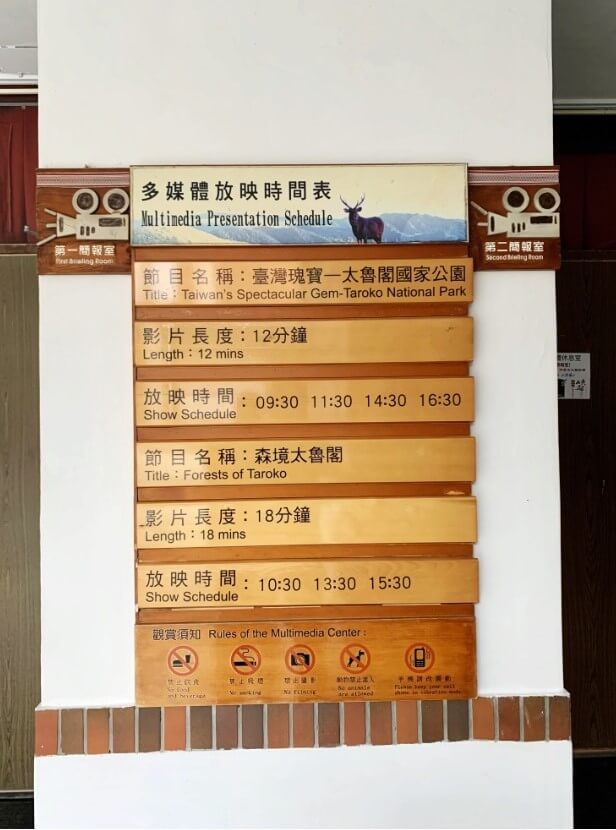 多媒體放映時間表
Multimedia Presentation Schedule
第一簡報室
First Briefing Room
第二簡報室
Second Briefing Room
節目名稱：臺灣瑰寶—太魯閣國家公園
Title：Taiwan's Spectacular Gem-Taroko National Park
影片長度：12分鐘
Length：12 mins
放映時間
Show Schedule：09:30 11:30 14:30 16:30
節目名稱：森境太魯閣
Title：Forests of Taroko
影片長度：18分鐘
Length：18 mins
放映時間
Show Schedule：10:30 13:30 15:30
觀賞須知 Rules of the Multimedia Center：
禁止飲食
No food and beverage
禁止吸煙
No smoking
禁止攝影
No filming
動物禁止進入
No animals are allowed
手機請改震動
Please keep your cell phone in vibration mode
休息室